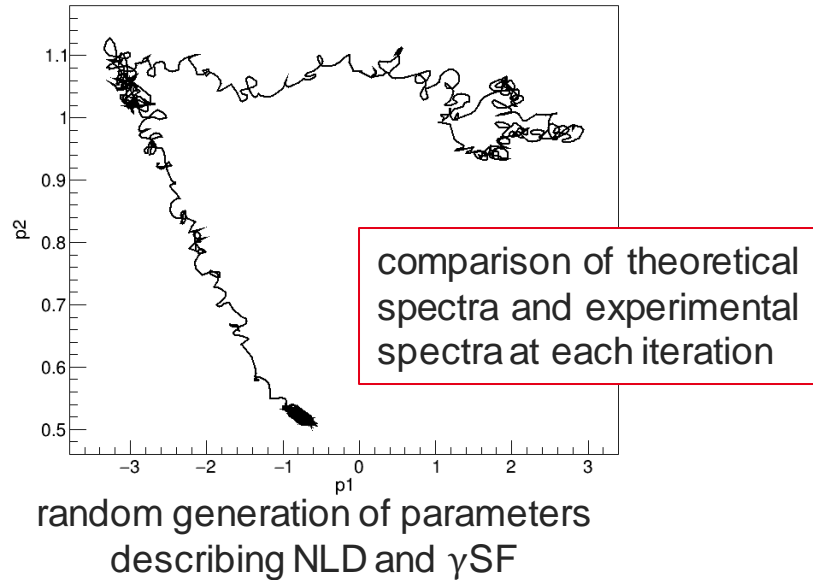 1.1
1
0.9
0.8
0.7
0.6
0.5
p2
−3 −2 −1 0 1 2 3
p1
comparison of theoretical
spectra and experimental
spectra at each iteration
random generation of parameters
describing NLD and γSF